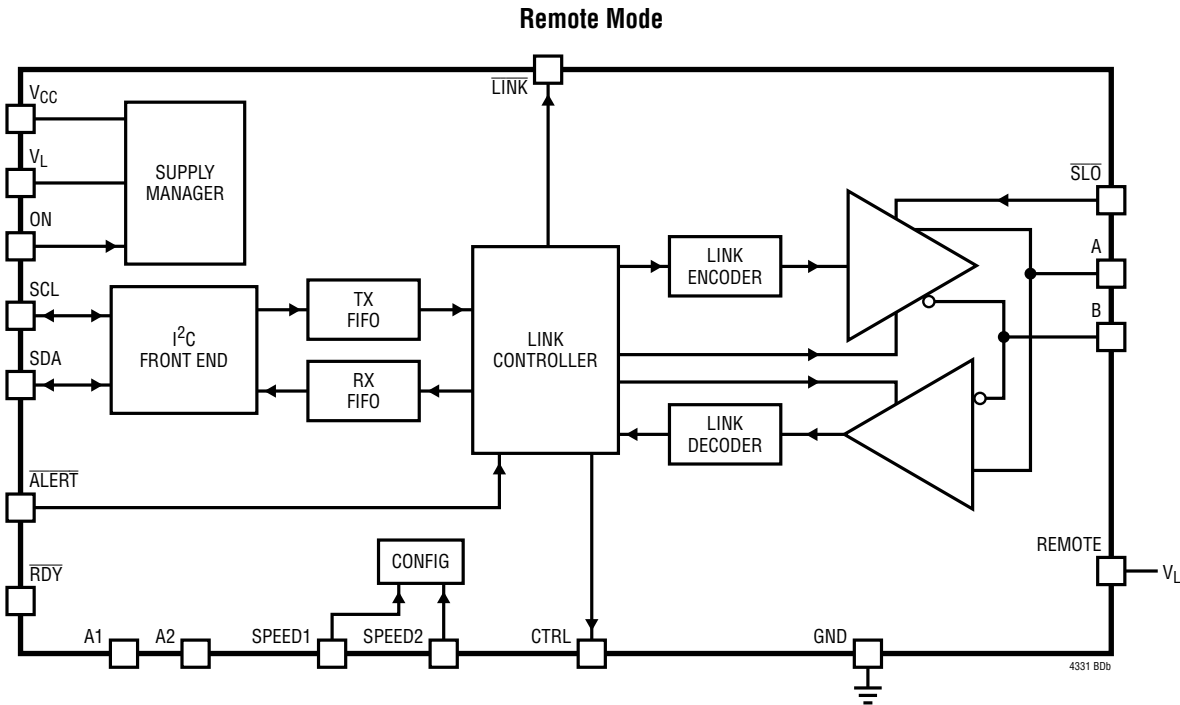 Remote Mode
LINK
VCC
VL
ON
SCL
SDA
ALERT
RDY
SUPPLY
MANAGER
I2C
FRONT END
TX
FIFO
RX
FIFO
LINK
CONTROLLER
LINK
ENCODER
LINK
DECODER
SLO
A
B
REMOTE
VL
CONFIG
A1
A2
SPEED1
SPEED2
CTRL
GND
4331 BDb